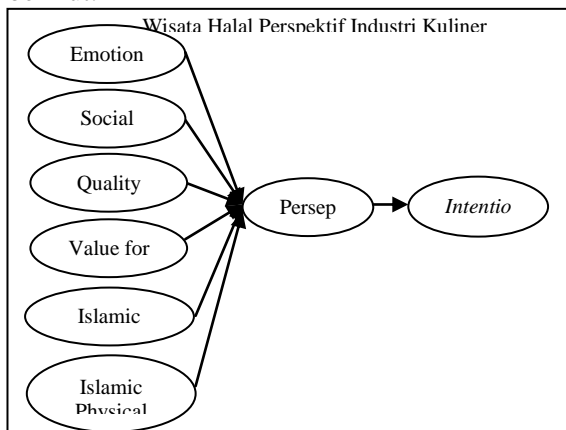 Wisata Halal Perspektif Industri Kuliner
Emotion
Social
Quality
Value for
Islamic
Islamic
Physical
Persep
Intentio